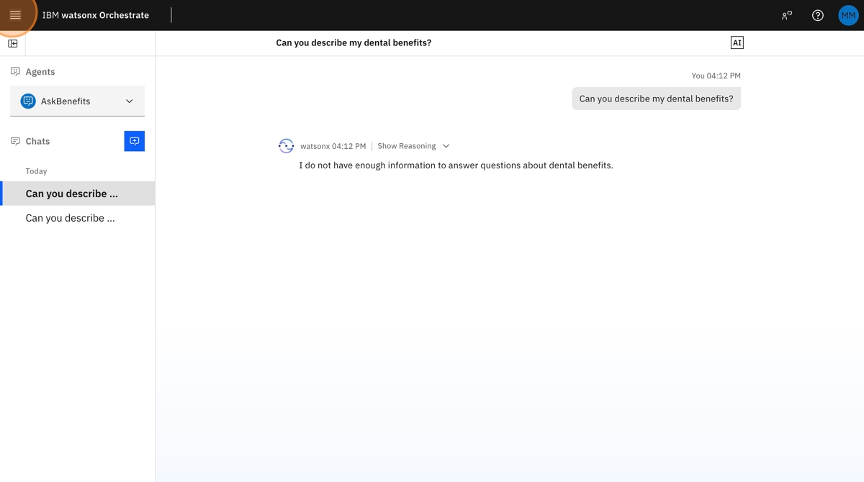 IBM watsonx Orchestrate
MM
Can you describe my dental benefits?
AI
Agents
You 04:12 PM
AskBenefits
Can you describe my dental benefits?
Chats
watsonx 04:12 PM | Show Reasoning
I do not have enough information to answer questions about dental benefits.
Today
Can you describe ...
Can you describe ...